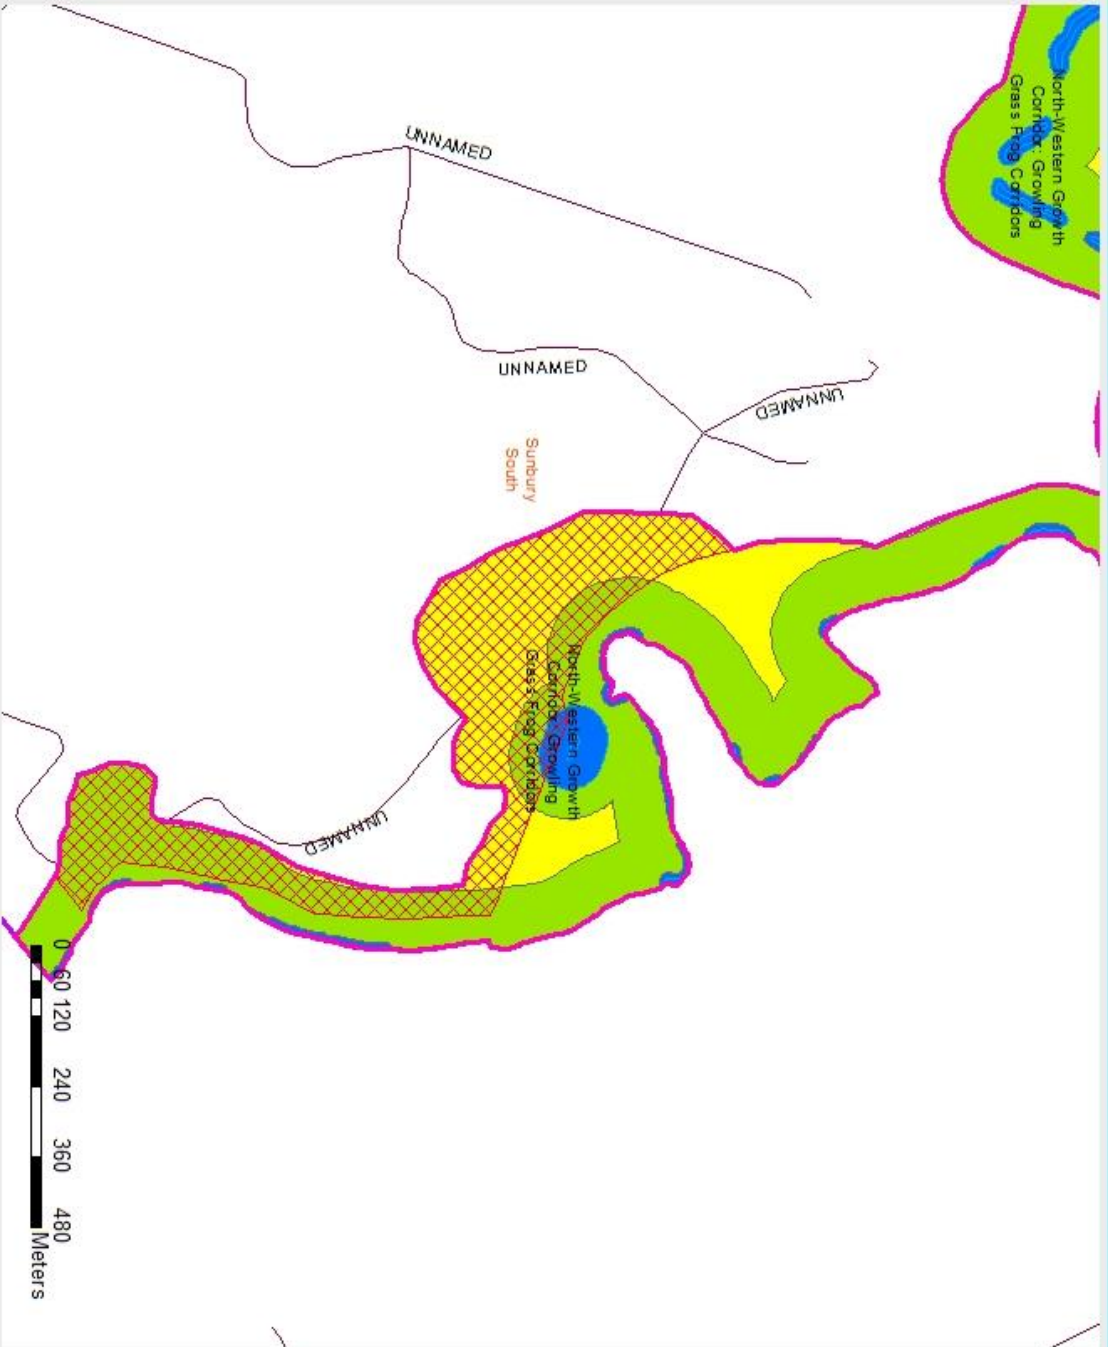 North-Western Growth
Corridor: Growling
Grass Frog Corridors
UNNAMED
UNNAMED
UNNAMED
Sunbury
South
North-Western Growth
Corridor: Growling
Grass Frog Corridors
UNNAMED
0 60 120 240 360 480
Meters